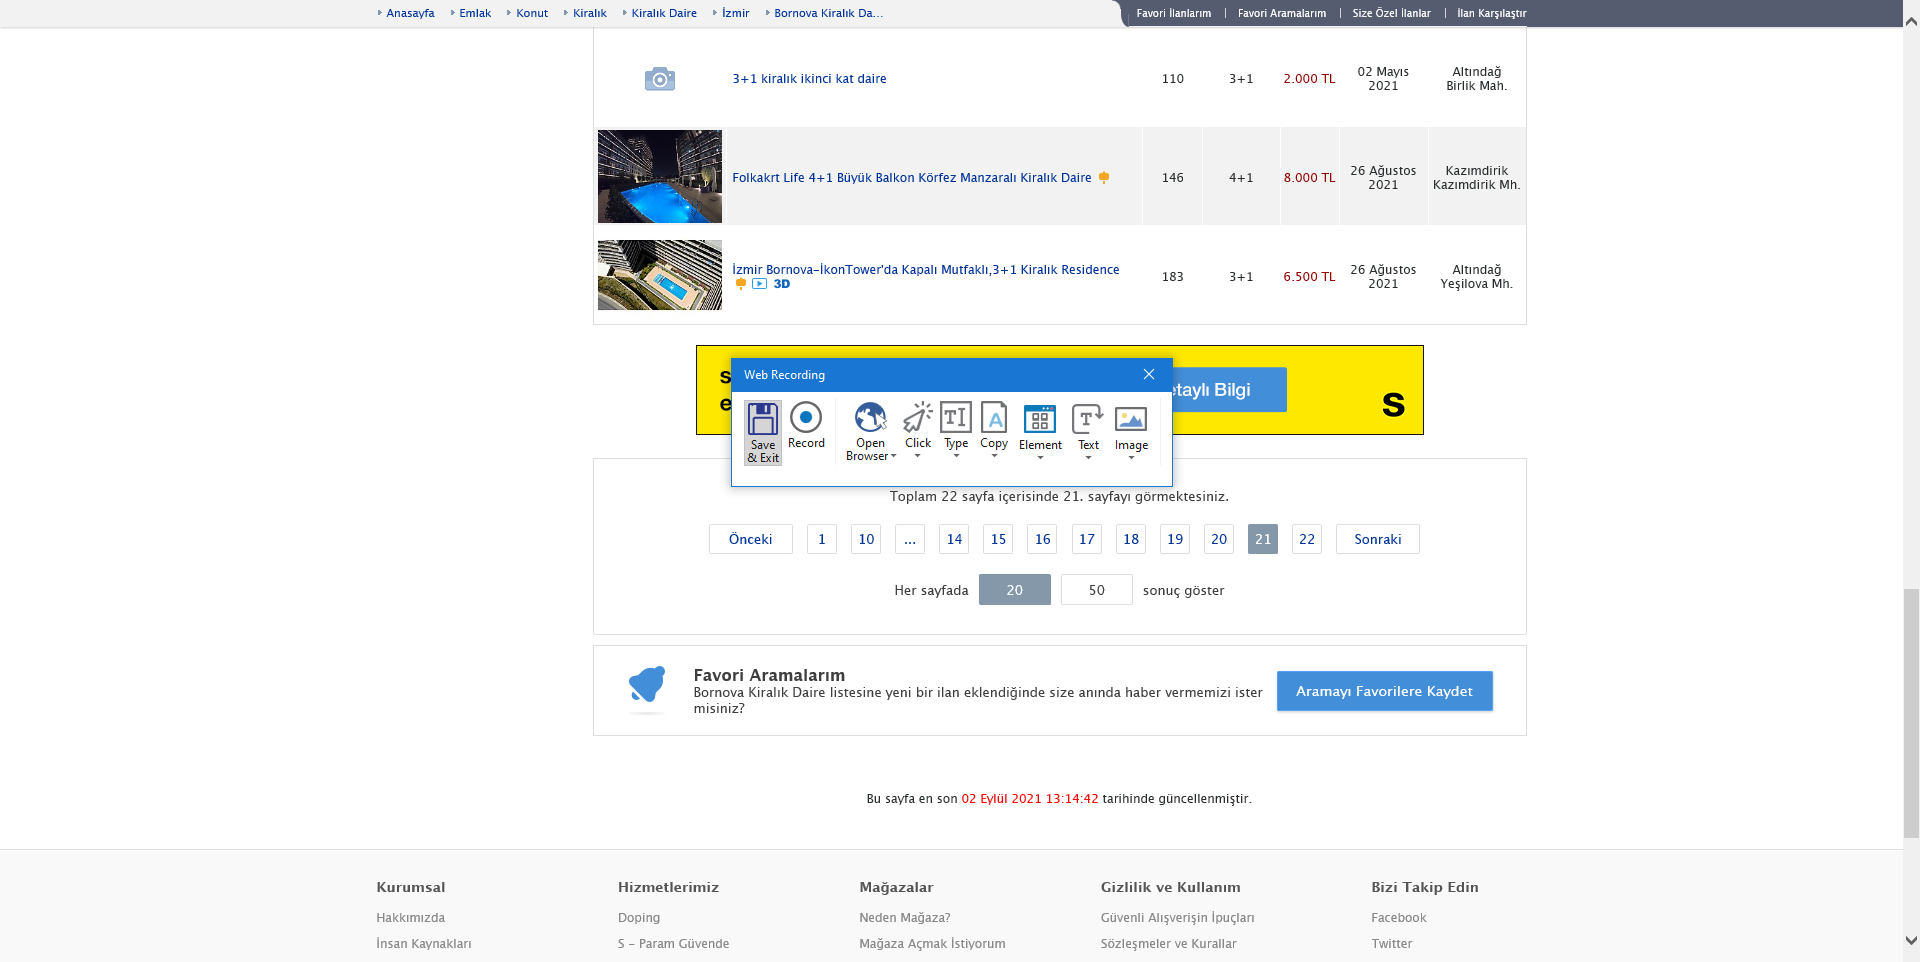 Anasayfa Emlak Konut Kiralık Kiralık Daire İzmir Bornova Kiralık Da...
Favori İlanlarım | Favori Aramalarım | Size Özel İlanlar | İlan Karşılaştır
3+1 kiralık ikinci kat daire 110 3+1 2.000 TL 02 Mayıs 2021 Altındağ Birlik Mah.
Folkakrt Life 4+1 Büyük Balkon Körfez Manzaralı Kiralık Daire 146 4+1 8.000 TL 26 Ağustos 2021 Kazımdirik Kazımdirik Mh.
İzmir Bornova-İkonTower'da Kapalı Mutfaklı,3+1 Kiralık Residence 183 3+1 6.500 TL 26 Ağustos 2021 Altındağ Yeşilova Mh.
3D
s
e
etaylı Bilgi
s
Web Recording
Save & Exit
Record
Open Browser
Click
Type
Copy
Element
Text
Image
Toplam 22 sayfa içerisinde 21. sayfayı görmektesiniz.
Önceki 1 10 ... 14 15 16 17 18 19 20 21 22 Sonraki
Her sayfada 20 50 sonuç göster
Favori Aramalarım
Bornova Kiralık Daire listesine yeni bir ilan eklendiğinde size anında haber vermemizi ister
misiniz?
Aramayı Favorilere Kaydet
Bu sayfa en son 02 Eylül 2021 13:14:42 tarihinde güncellenmiştir.
Kurumsal Hizmetlerimiz Mağazalar Gizlilik ve Kullanım Bizi Takip Edin
Hakkımızda Doping Neden Mağaza? Güvenli Alışverişin İpuçları Facebook
İnsan Kaynakları S - Param Güvende Mağaza Açmak İstiyorum Sözleşmeler ve Kurallar Twitter